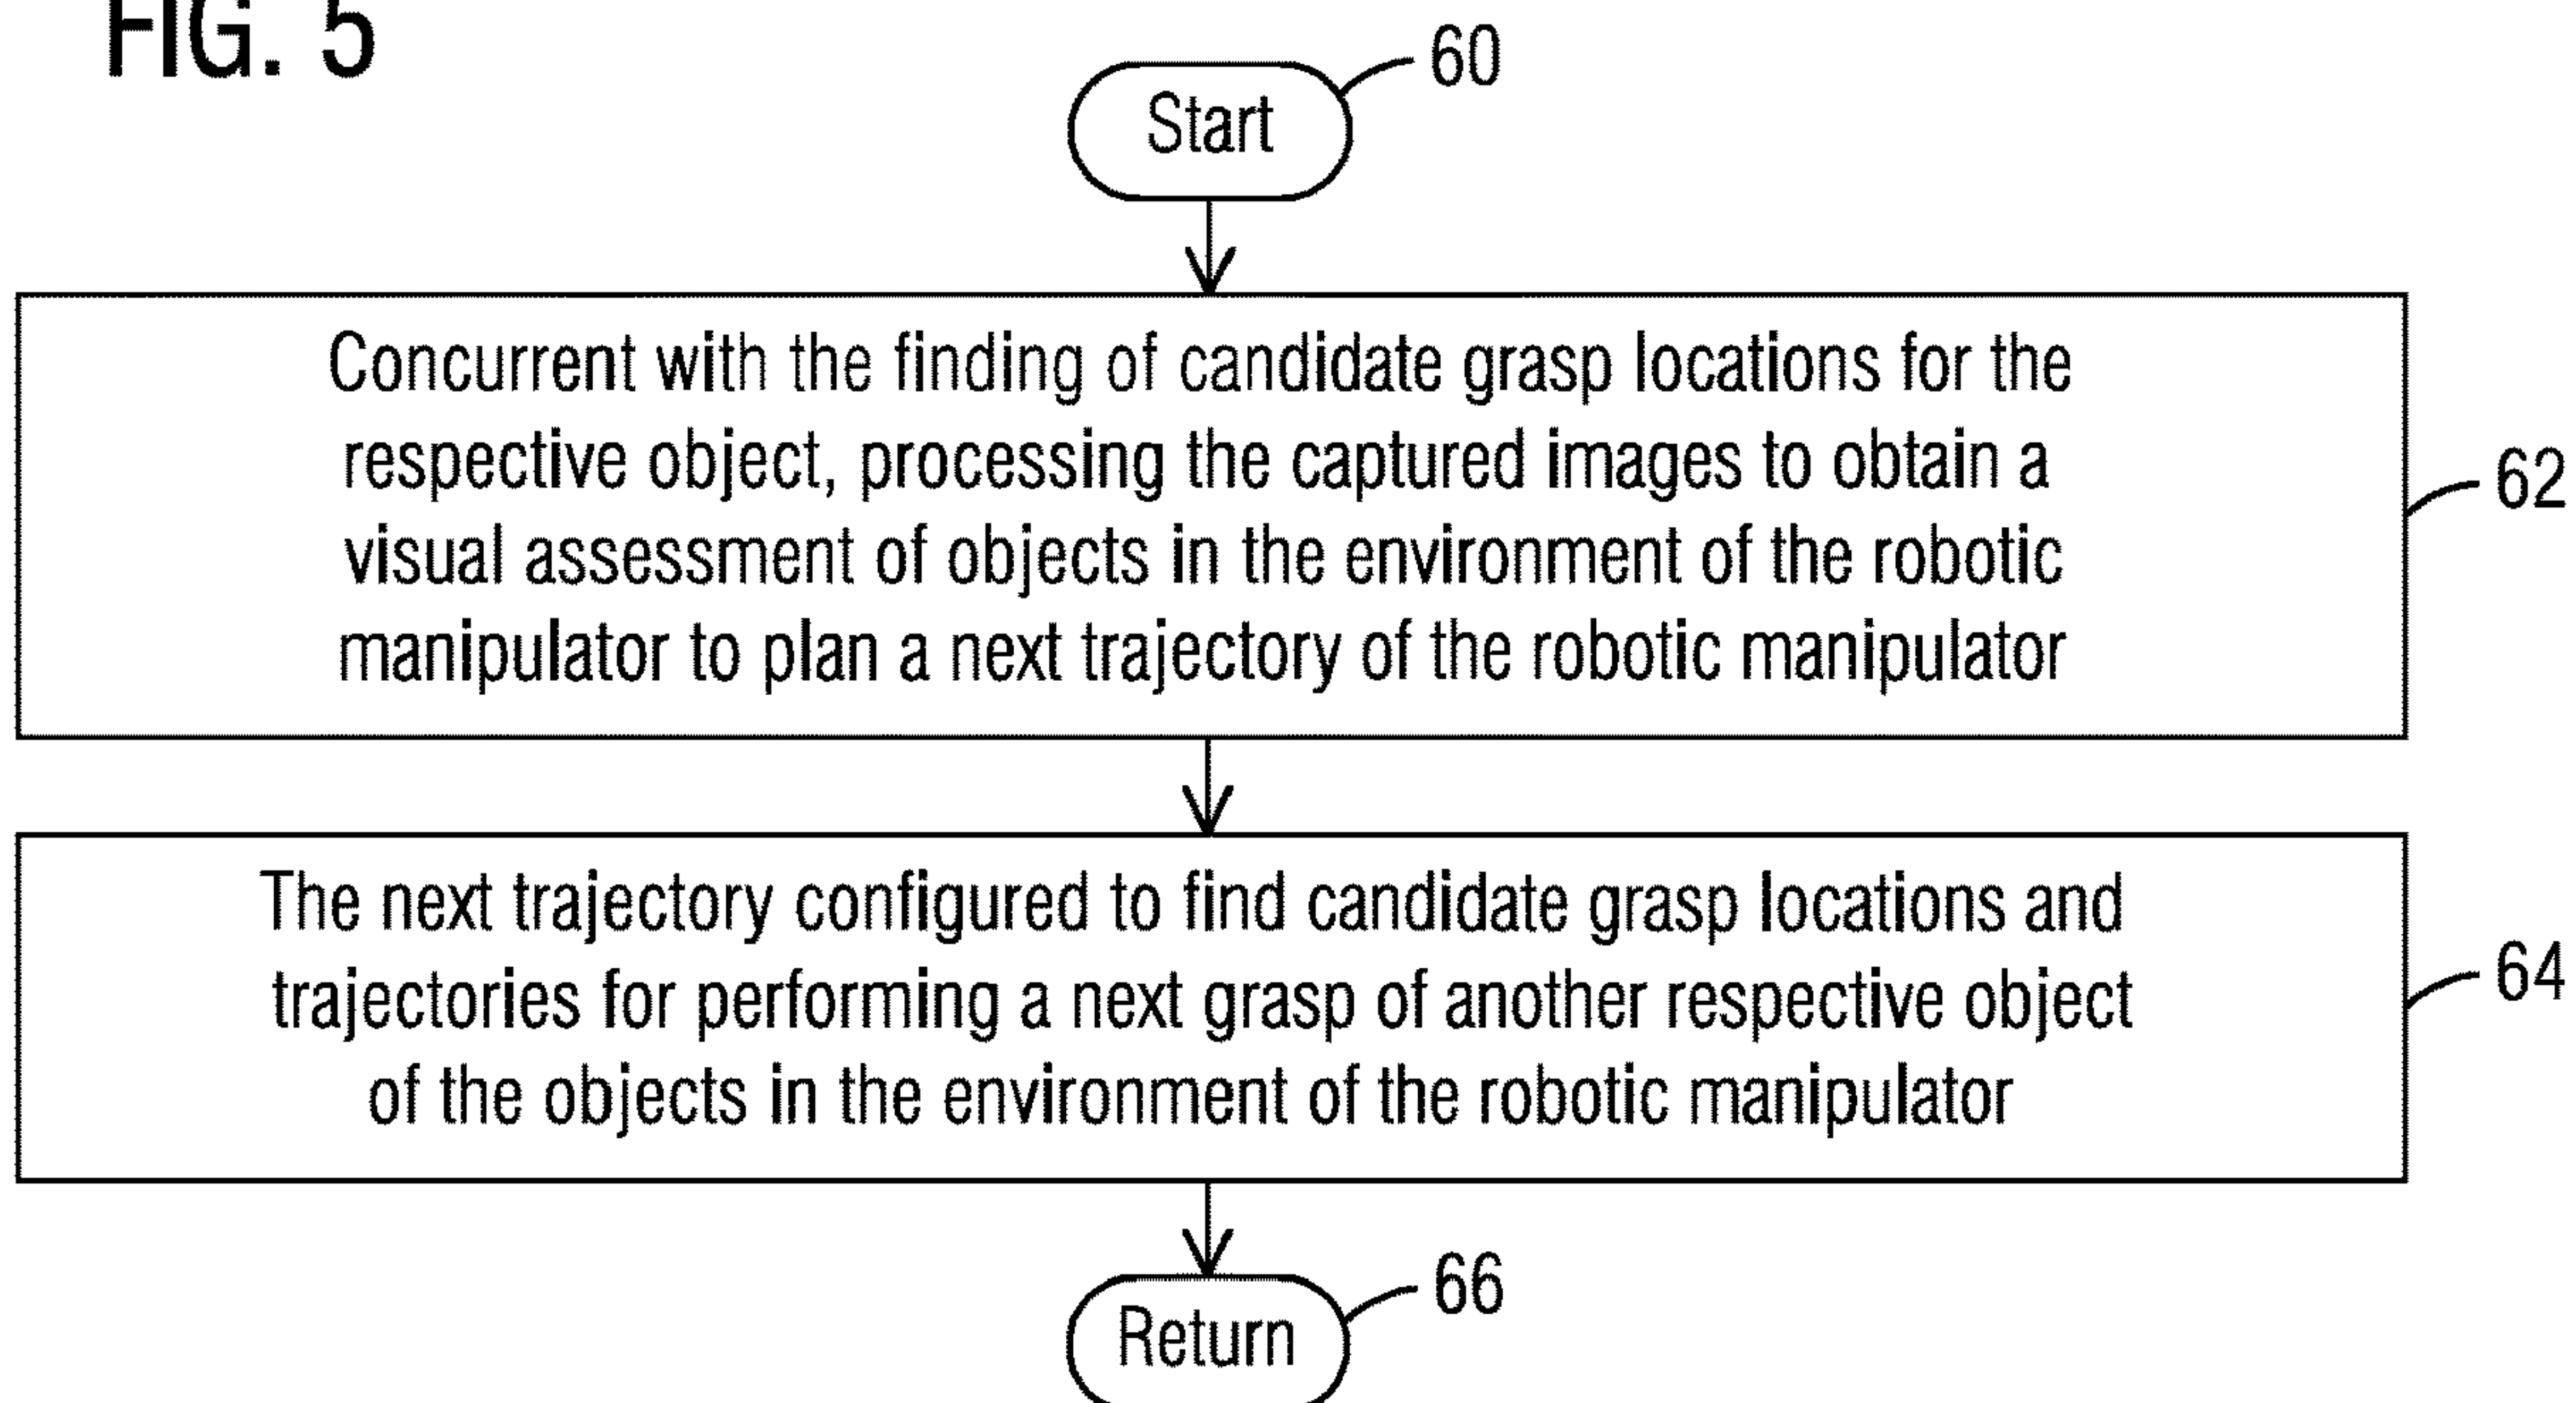 FIG. 5
60
Start
Concurrent with the finding of candidate grasp locations for the
respective object, processing the captured images to obtain a
visual assessment of objects in the environment of the robotic
manipulator to plan a next trajectory of the robotic manipulator
62
The next trajectory configured to find candidate grasp locations and
trajectories for performing a next grasp of another respective object
of the objects in the environment of the robotic manipulator
64
66
Return